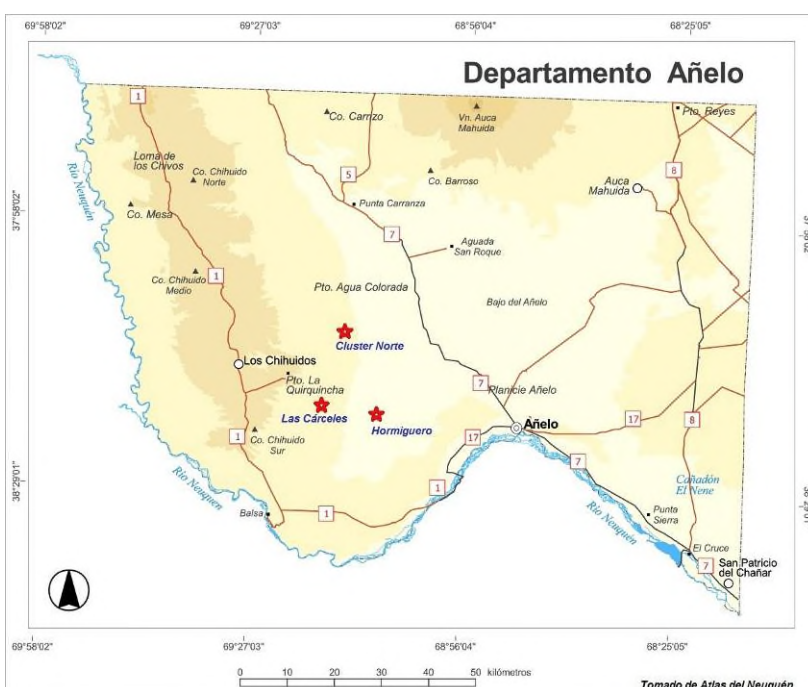 69°58'02"
69°27'03"
68°56'04"
68°25'05"
Departamento Añelo
1
Co. Carrizo
Vn. Auca
Mahuida
Pto. Reyes
Loma de
los Chivos
Co. Chihuido
Norte
5
Co. Barroso
Auca
Mahuida
8
Río Neuquén
37°58'02"
Co. Mesa
Punta Carranza
7
Aguada
San Roque
Co. Chihuido
Medio
1
Pto. Agua Colorada
Bajo del Añelo
Cluster Norte
Los Chihuidos
Pto. La
Quirquincha
7
Planicie Añelo
Las Cárceles
Hormiguero
Añelo
17
8
1
Co. Chihuido
Sur
17
7
38°29'01"
Río Neuquén
1
Cañadón
El Nene
Balsa
1
Río Neuquén
Punta
Sierra
El Cruce
7
San Patricio
del Chañar
69°58'02"
69°27'03"
68°56'04"
68°25'05"
0 10 20 30 40 50 kilómetros
Tomado de Atlas del Neuquén